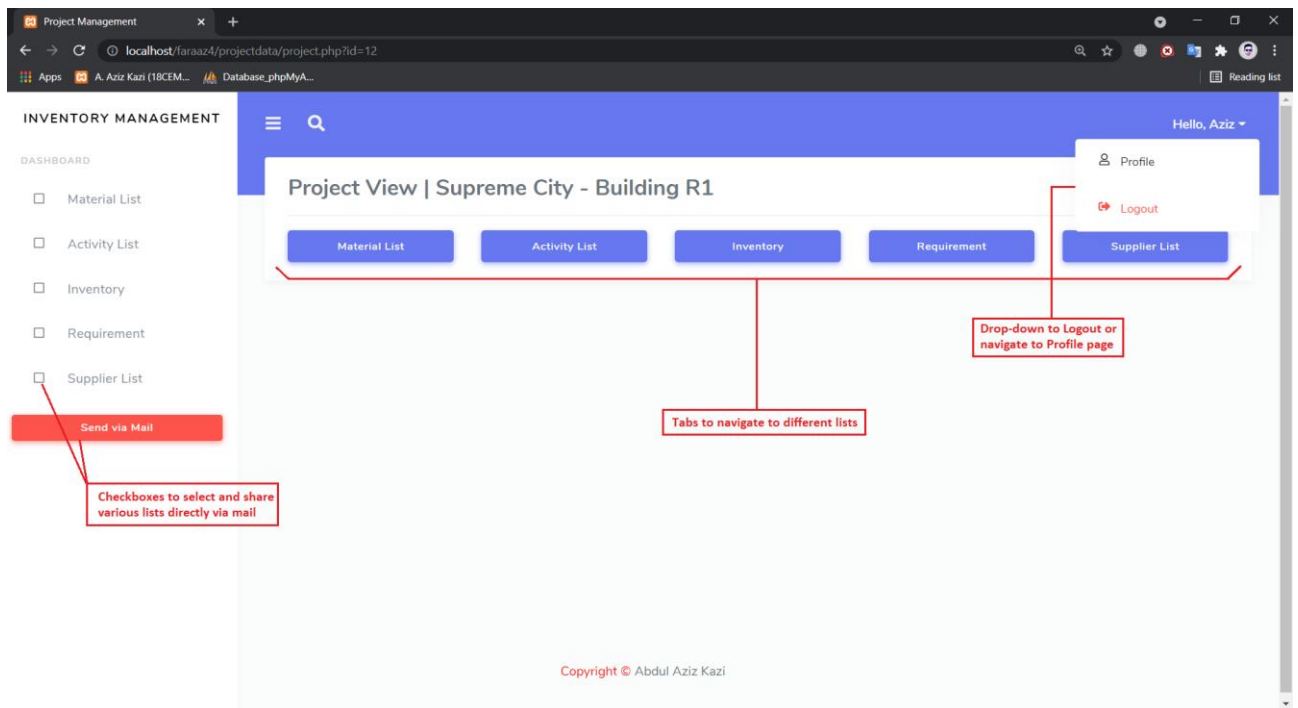 Project Management
localhost/faraaz4/projectdata/project.php?id=12
Apps
A. Aziz Kazi (18CEM...
Database_phpMyA...
Reading list
INVENTORY MANAGEMENT
Hello, Aziz
DASHBOARD
Profile
Logout
Project View | Supreme City - Building R1
Material List
Activity List
Inventory
Requirement
Supplier List
Material List
Activity List
Inventory
Requirement
Supplier List
Send via Mail
Drop-down to Logout or
navigate to Profile page
Tabs to navigate to different lists
Checkboxes to select and share
various lists directly via mail
Copyright © Abdul Aziz Kazi